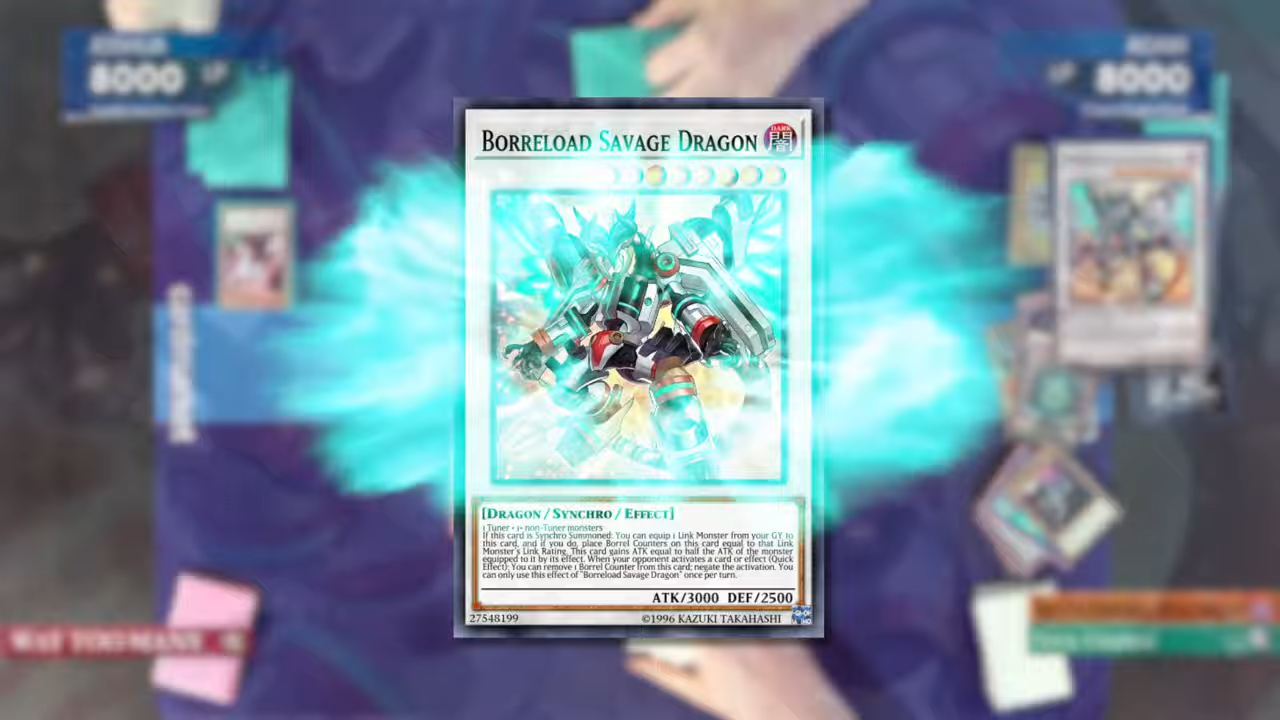 8000 LP
LP 8000
BORRELOAD SAVAGE DRAGON
DARK
闇
[DRAGON / SYNCHRO / EFFECT]
1 Tuner + 1+ non-Tuner monsters
If this card is Synchro Summoned: You can equip 1 Link Monster from your GY to
this card, and if you do, place Borrel Counters on this card equal to that Link
Monster's Link Rating. This card gains ATK equal to half the ATK of the monster
equipped to it by its effect. When your opponent activates a card or effect (Quick
Effect): You can remove 1 Borrel Counter from this card; negate the activation. You
can only use this effect of "Borreload Savage Dragon" once per turn.
ATK/3000 DEF/2500
27548199
©1996 KAZUKI TAKAHASHI